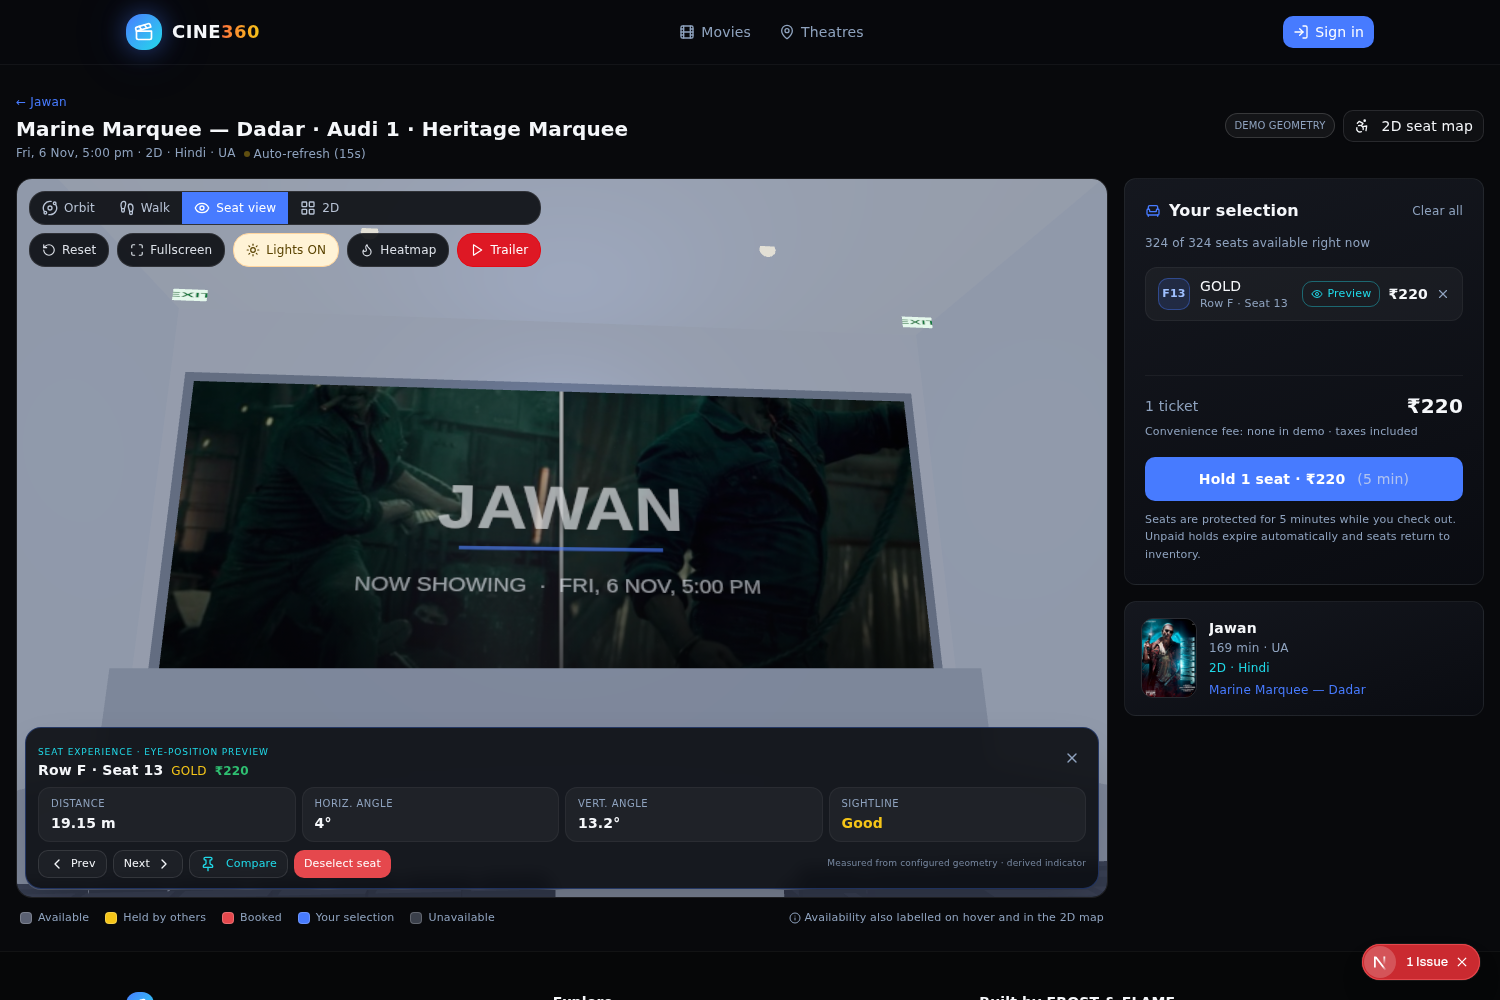 CINE360
Movies
Theatres
Sign in
← Jawan
Marine Marquee — Dadar · Audi 1 · Heritage Marquee
Fri, 6 Nov, 5:00 pm · 2D · Hindi · UA
Auto-refresh (15s)
DEMO GEOMETRY
2D seat map
Orbit
Walk
Seat view
2D
Reset
Fullscreen
Lights ON
Heatmap
Trailer
EXIT
EXIT
JAWAN
NOW SHOWING · FRI, 6 NOV, 5:00 PM
SEAT EXPERIENCE · EYE-POSITION PREVIEW
Row F · Seat 13 GOLD ₹220
DISTANCE
19.15 m
HORIZ. ANGLE
4°
VERT. ANGLE
13.2°
SIGHTLINE
Good
Prev
Next
Compare
Deselect seat
Measured from configured geometry · derived indicator
Available
Held by others
Booked
Your selection
Unavailable
Availability also labelled on hover and in the 2D map
Your selection
Clear all
324 of 324 seats available right now
F13
GOLD
Row F · Seat 13
Preview
₹220
1 ticket
₹220
Convenience fee: none in demo · taxes included
Hold 1 seat · ₹220 (5 min)
Seats are protected for 5 minutes while you check out.
Unpaid holds expire automatically and seats return to
inventory.
Jawan
169 min · UA
2D · Hindi
Marine Marquee — Dadar
N
1 Issue
Explore
Built by FROST & FLAME